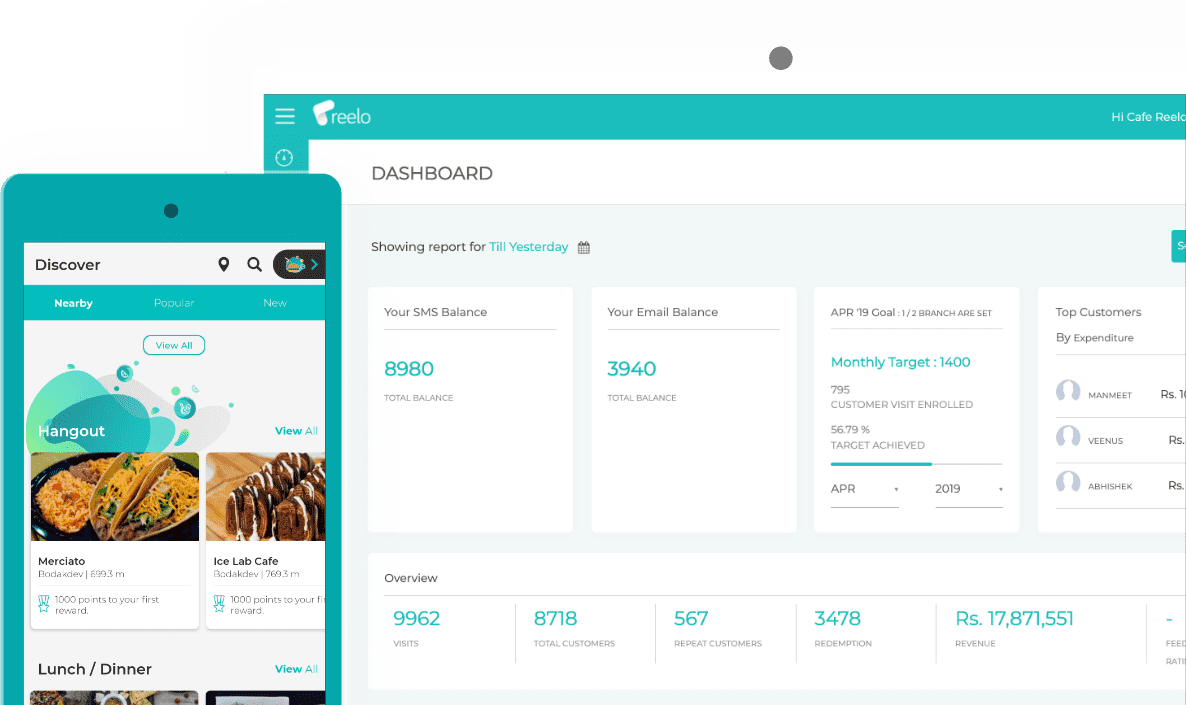 reelo
Hi Cafe Reelo
DASHBOARD
Showing report for Till Yesterday
Your SMS Balance
8980
TOTAL BALANCE
Your Email Balance
3940
TOTAL BALANCE
APR '19 Goal : 1 / 2 BRANCH ARE SET
Monthly Target : 1400
795
CUSTOMER VISIT ENROLLED
56.79 %
TARGET ACHIEVED
APR
2019
Top Customers
By Expenditure
MANMEET Rs. 10
VEENUS Rs.
ABHISHEK Rs.
Overview
9962
VISITS
8718
TOTAL CUSTOMERS
567
REPEAT CUSTOMERS
3478
REDEMPTION
Rs. 17,871,551
REVENUE
-
Discover
Nearby Popular New
View All
Hangout View All
Merciato
Bodakdev | 699.3 m
1000 points to your first
reward.
Ice Lab Cafe
Bodakdev | 769.3 m
1000 points to your
reward.
Lunch / Dinner View All